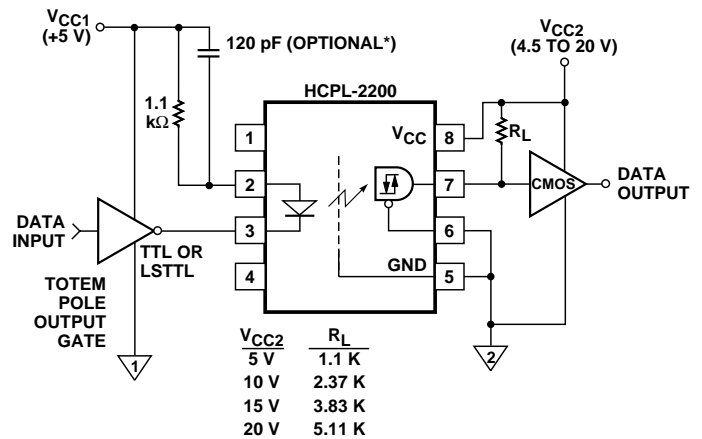 VCC1
(+5 V)
120 pF (OPTIONAL*)
VCC2
(4.5 TO 20 V)
HCPL-2200
1.1
kΩ
1
VCC
8
RL
2
7
CMOS
DATA
OUTPUT
DATA
INPUT
3
6
TTL OR
LSTTL
4
GND
5
TOTEM
POLE
OUTPUT
GATE
1
2
VCC2 RL
5 V 1.1 K
10 V 2.37 K
15 V 3.83 K
20 V 5.11 K